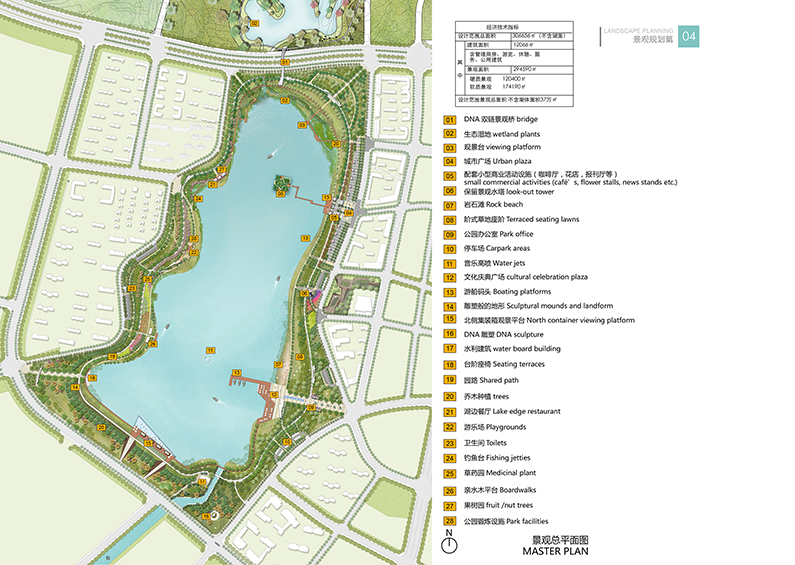 LANDSCAPE PLANNING
景观规划篇
04
经济技术指标
设计范围总面积 306656㎡（不含湖面）
建筑面积 12066㎡
其中
含管理用房、游览、休憩、服务、公用建筑
景观面积 294590㎡
硬质景观 120400㎡
软质景观 174190㎡
设计范围景观总面积:不含湖体面积37万㎡
01 DNA 双链景观桥 bridge
02 生态湿地 wetland plants
03 观景台 viewing platform
04 城市广场 Urban plaza
05 配套小型商业活动设施（咖啡厅，花店，报刊厅等）
small commercial activities (café's, flower stalls, news stands etc.)
06 保留景观水塔 look-out tower
07 岩石滩 Rock beach
08 阶式草地座阶 Terraced seating lawns
09 公园办公室 Park office
10 停车场 Carpark areas
11 音乐高喷 Water jets
12 文化庆典广场 cultural celebration plaza
13 游船码头 Boating platforms
14 雕塑般的地形 Sculptural mounds and landform
15 北侧集装箱观景平台 North container viewing platform
16 DNA 雕塑 DNA sculpture
17 水利建筑 water board building
18 台阶座椅 Seating terraces
19 园路 Shared path
20 乔木种植 trees
21 湖边餐厅 Lake edge restaurant
22 游乐场 Playgrounds
23 卫生间 Toilets
24 钓鱼台 Fishing jetties
25 草药园 Medicinal plant
26 亲水木平台 Boardwalks
27 果树园 fruit /nut trees
28 公园锻炼设施 Park facilities
N
景观总平面图
MASTER PLAN